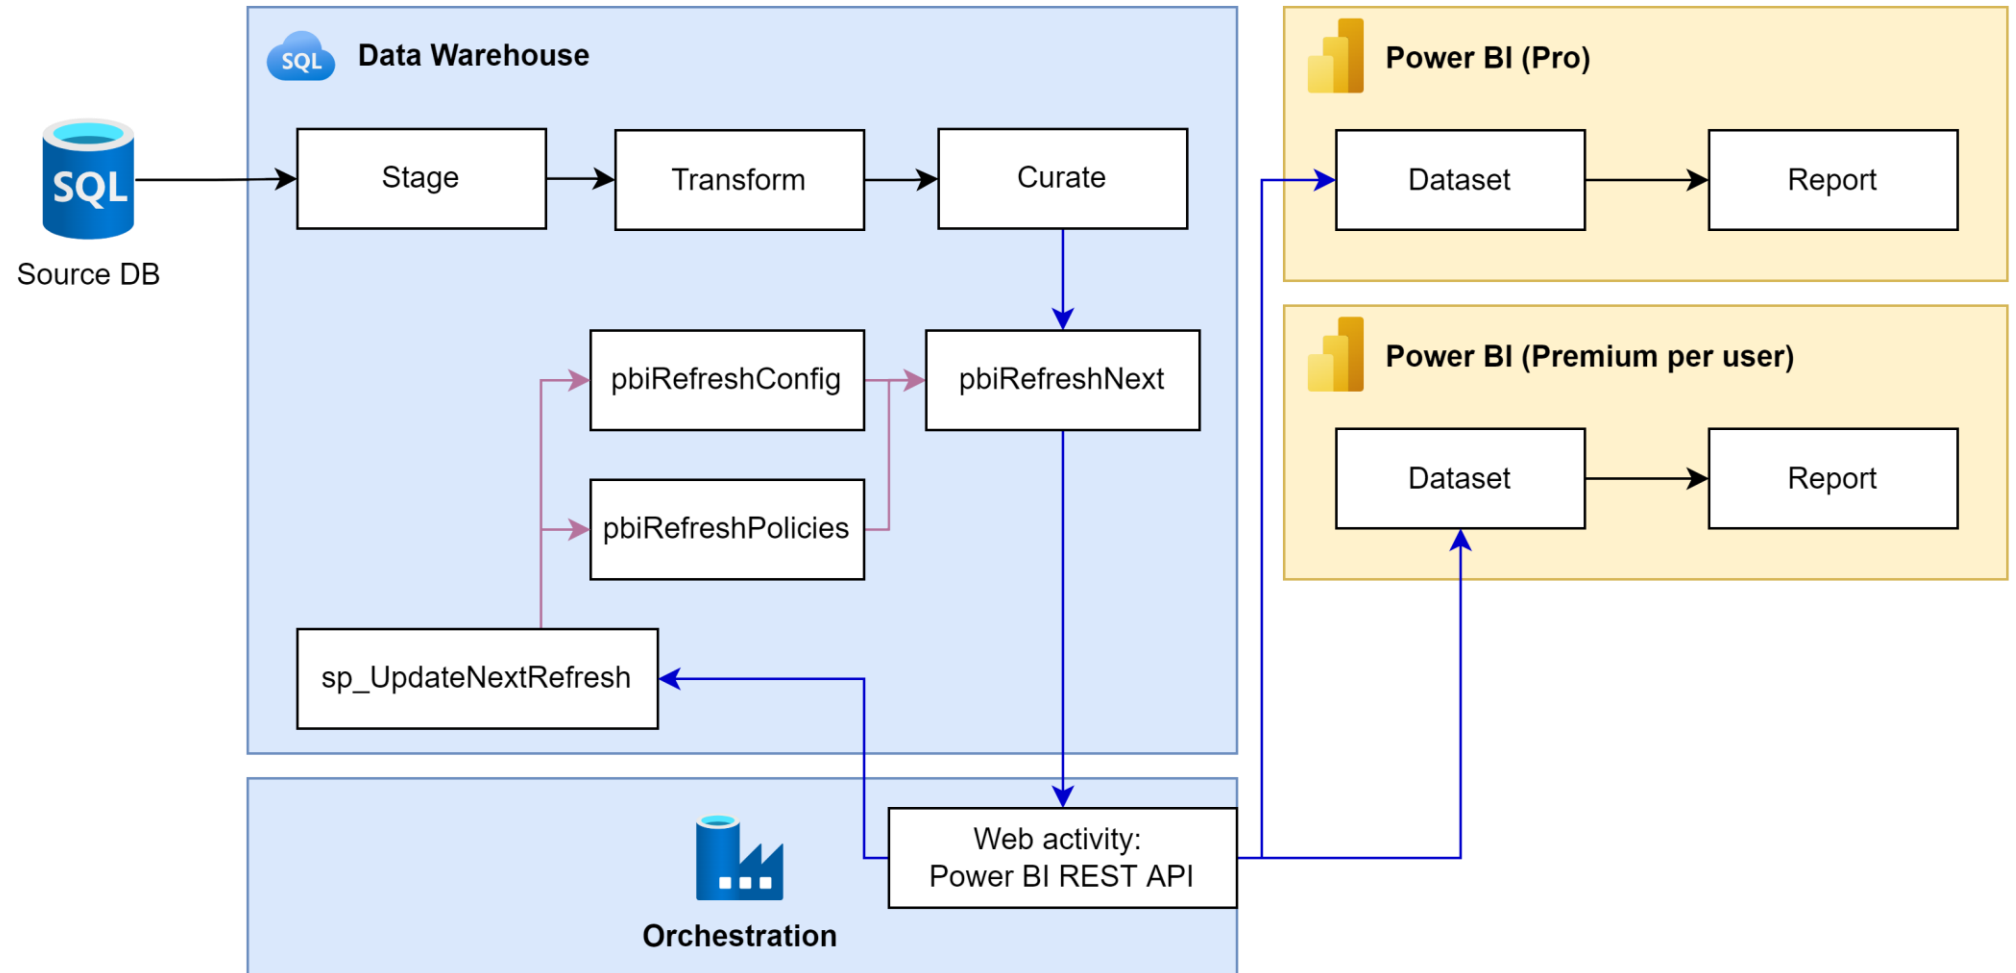 Data Warehouse
SQL
SQL
Source DB
Stage
Transform
Curate
pbiRefreshConfig
pbiRefreshNext
pbiRefreshPolicies
sp_UpdateNextRefresh
Web activity:
Power BI REST API
Orchestration
Power BI (Pro)
Dataset
Report
Power BI (Premium per user)
Dataset
Report